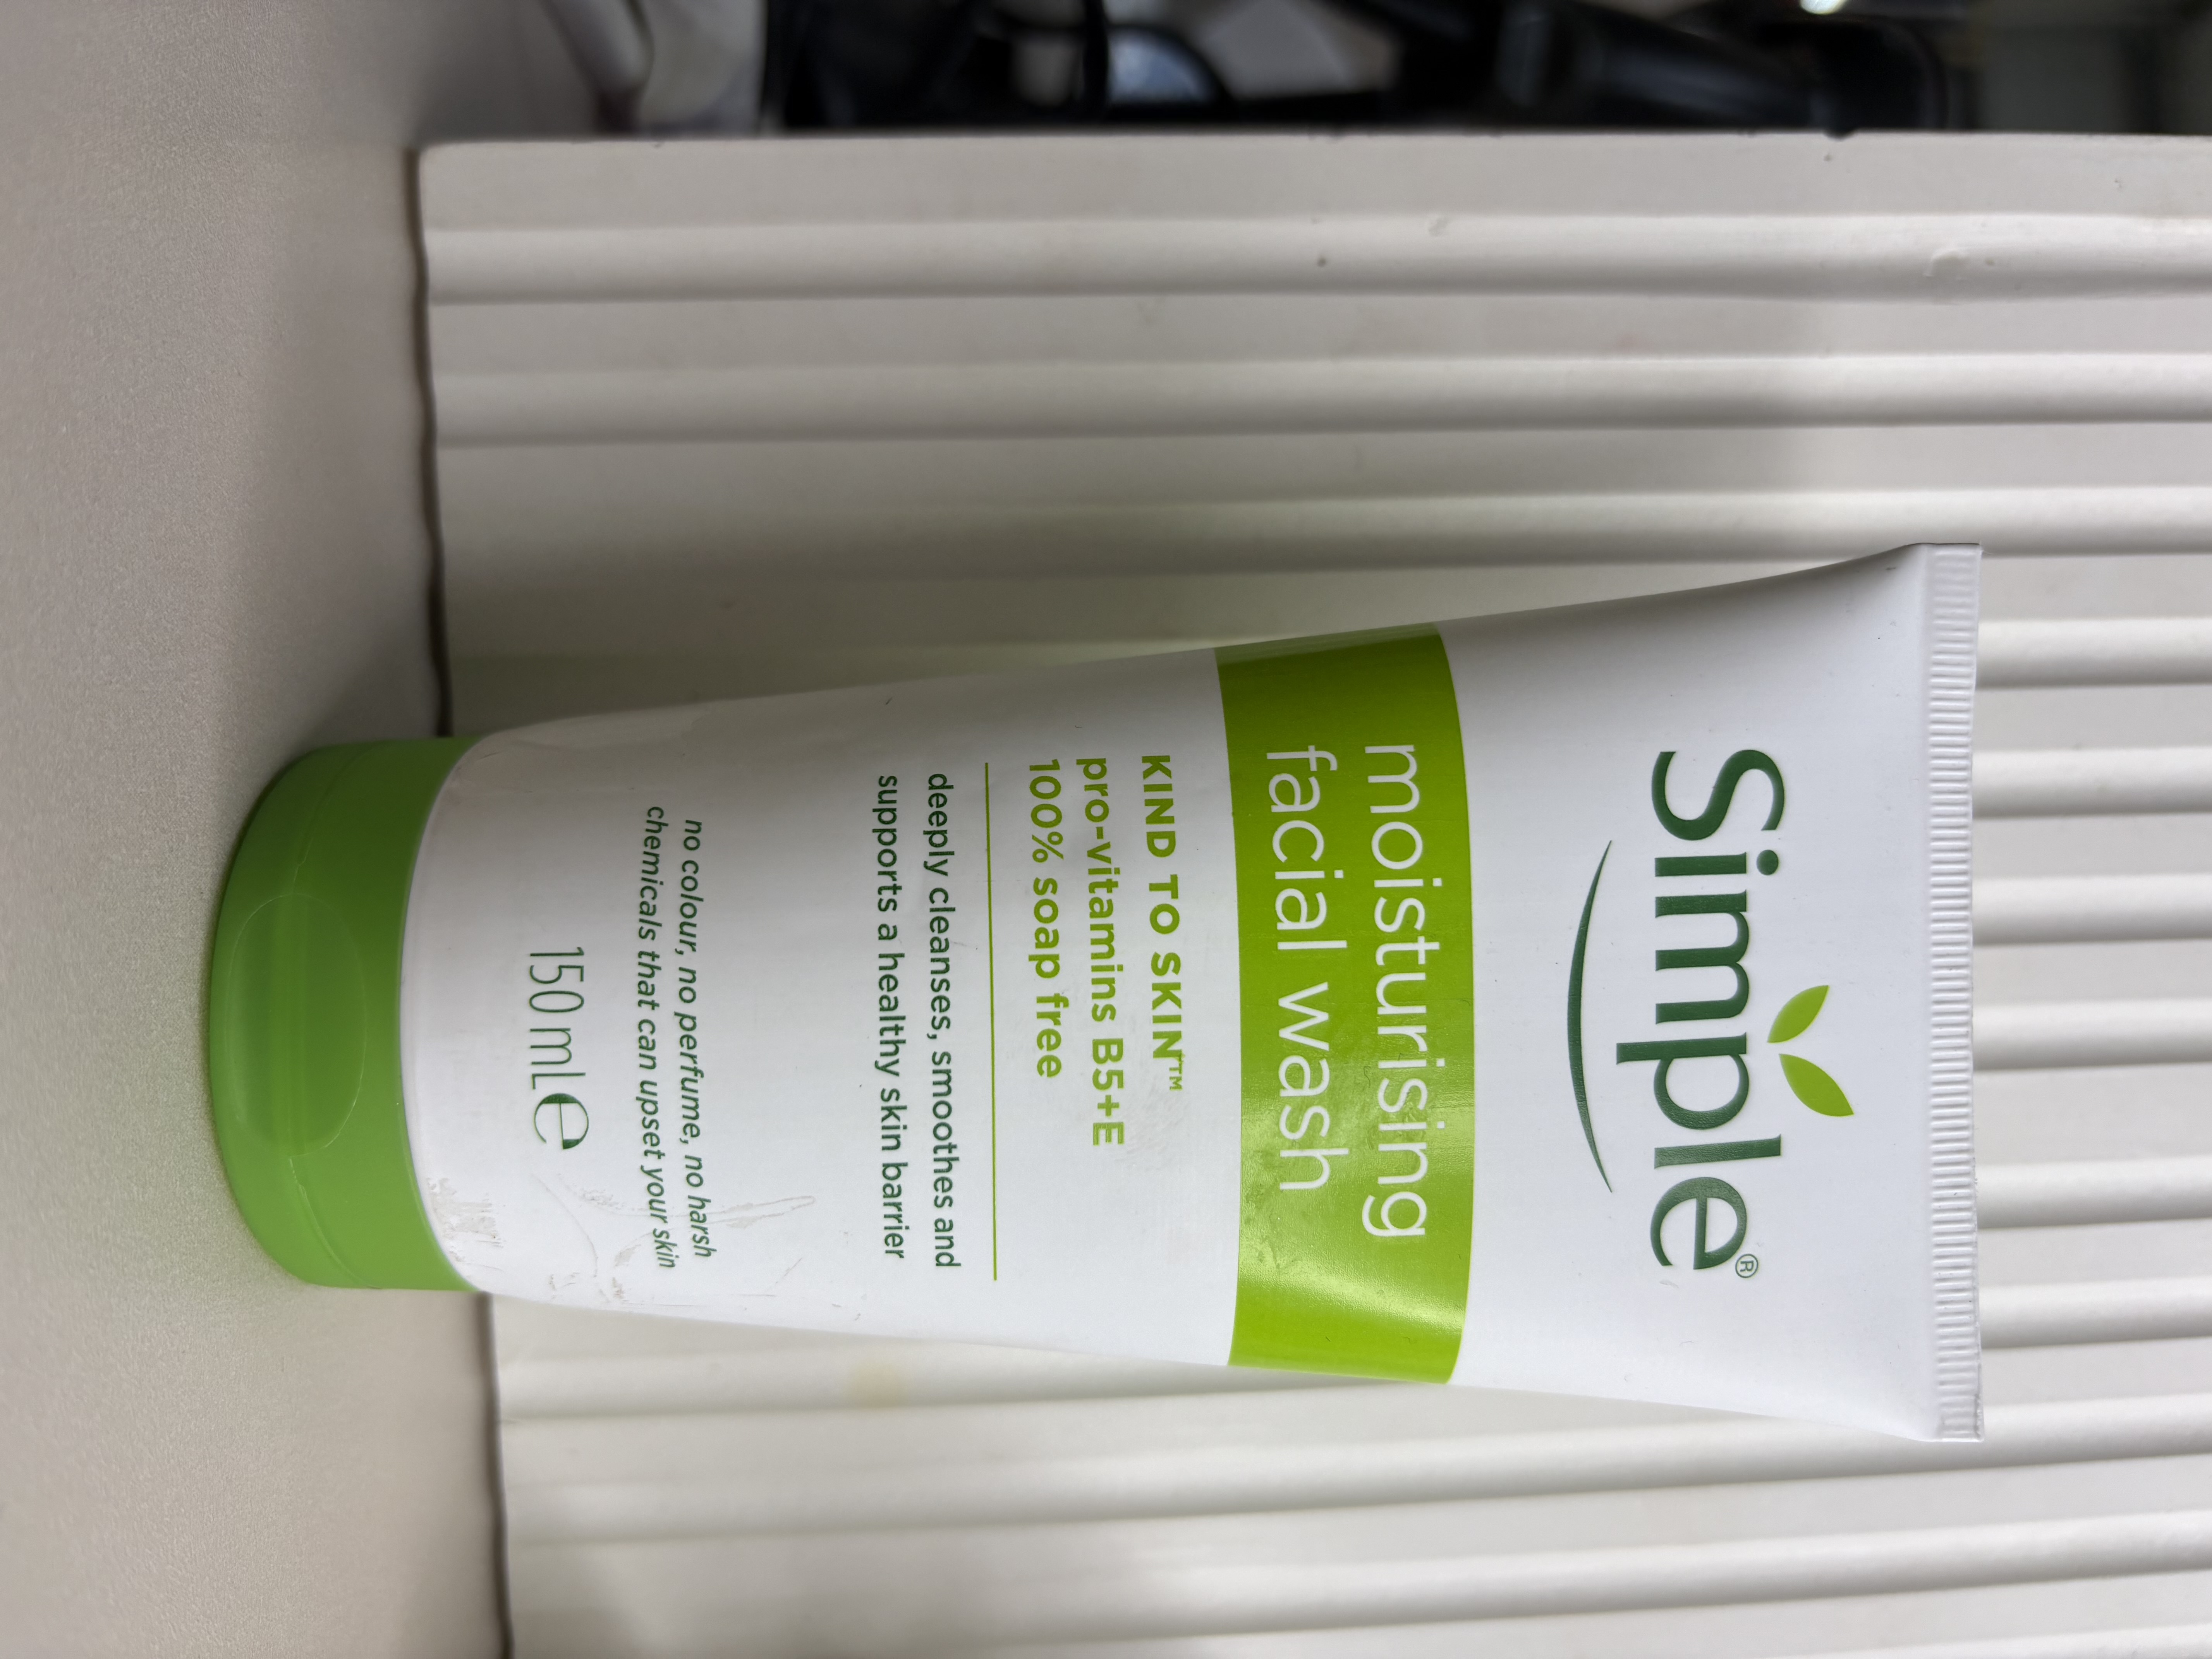 Simple®
moisturising
facial wash
KIND TO SKIN™
pro-vitamins B5+E
100% soap free
deeply cleanses, smoothes and
supports a healthy skin barrier
no colour, no perfume, no harsh
chemicals that can upset your skin
150 mL e